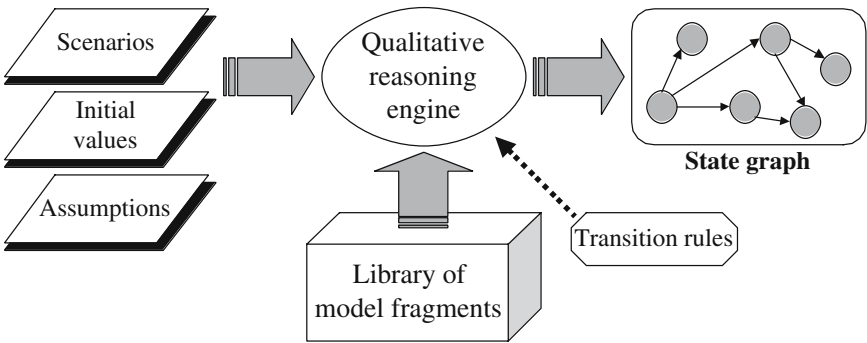 Scenarios
Initial
values
Assumptions
Qualitative
reasoning
engine
State graph
Transition rules
Library of
model fragments